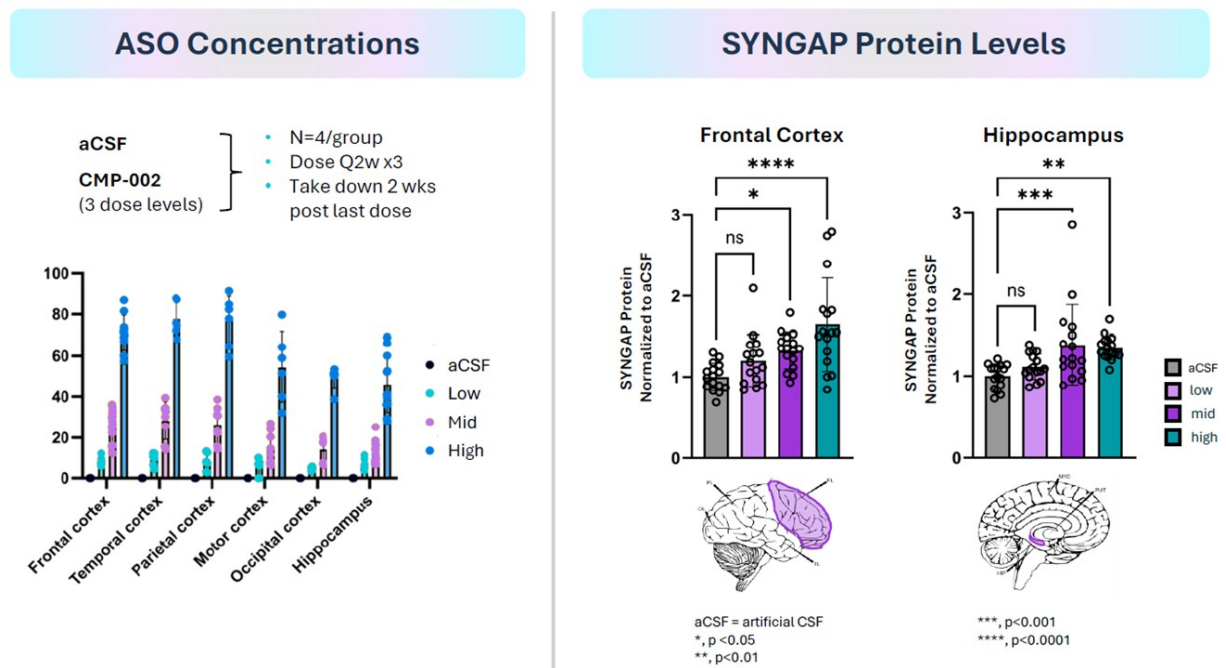 ASO Concentrations
aCSF
CMP-002
(3 dose levels)
• N=4/group
• Dose Q2w x3
• Take down 2 wks
post last dose
100
80
60
40
20
0
Frontal cortex
Temporal cortex
Parietal cortex
Motor cortex
Occipital cortex
Hippocampus
aCSF
Low
Mid
High
SYNGAP Protein Levels
Frontal Cortex
****
*
ns
SYNGAP Protein
Normalized to aCSF
3
2
1
0
FL
TL
aCSF = artificial CSF
*, p <0.05
**, p<0.01
Hippocampus
**
***
ns
SYNGAP Protein
Normalized to aCSF
3
2
1
0
PUT
***, p<0.001
****, p<0.0001
aCSF
low
mid
high